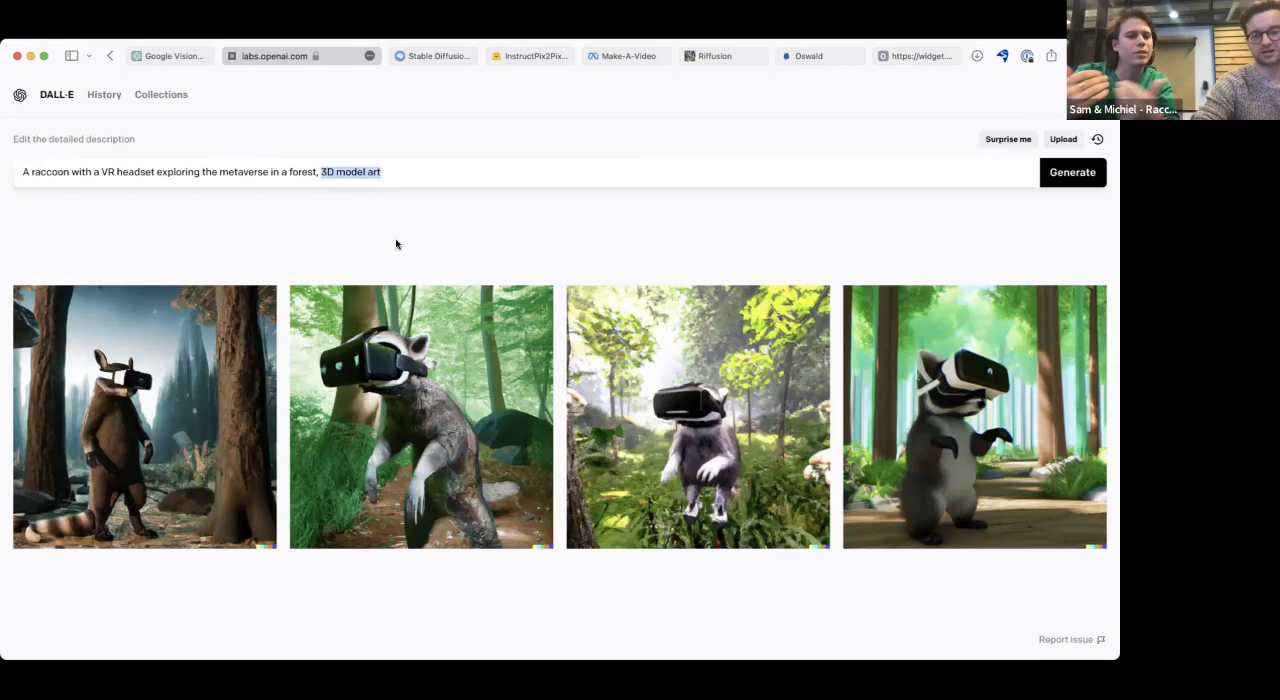 Google Vision...
labs.openai.com
Stable Diffusio...
InstructPix2Pix...
Make-A-Video
Riffusion
Oswald
https://widget....
Sam & Michiel - Racc...
DALL·E
History
Collections
Edit the detailed description
Surprise me
Upload
A raccoon with a VR headset exploring the metaverse in a forest, 3D model art
Generate
Report issue